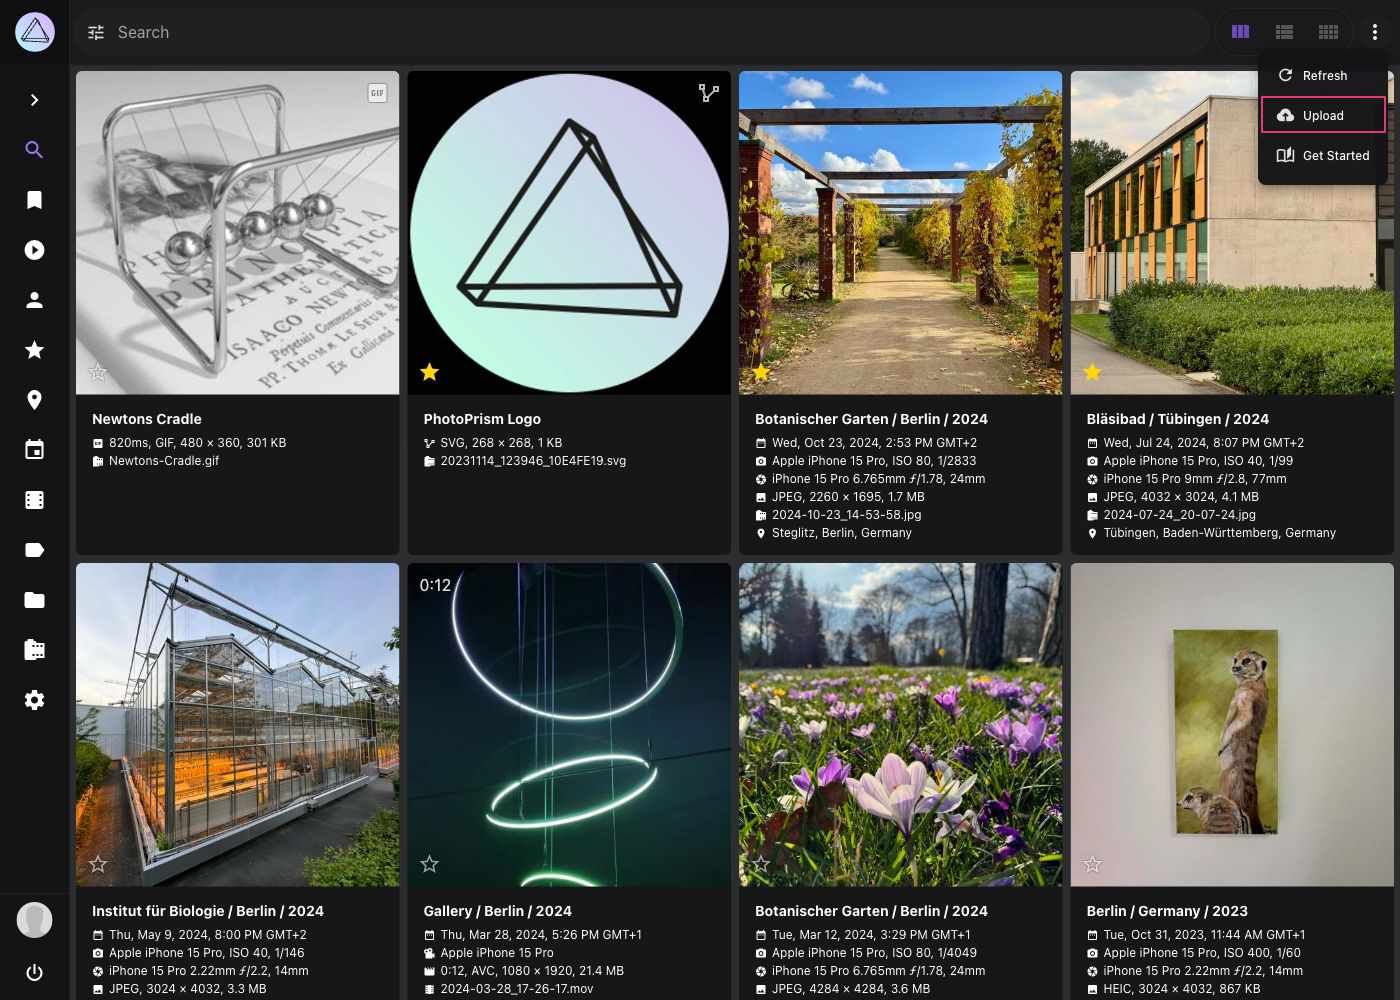 Search
Refresh
Upload
Get Started
GIF
PRINC
MATHE
ISAACO NEWTO
Perpetuis Commentariis
PP. THOMÆ LE SEUR &
Ex Gallicana
Newtons Cradle
820ms, GIF, 480 × 360, 301 KB
Newtons-Cradle.gif
PhotoPrism Logo
SVG, 268 × 268, 1 KB
20231114_123946_10E4FE19.svg
Botanischer Garten / Berlin / 2024
Wed, Oct 23, 2024, 2:53 PM GMT+2
Apple iPhone 15 Pro, ISO 80, 1/2833
iPhone 15 Pro 6.765mm ƒ/1.78, 24mm
JPEG, 2260 × 1695, 1.7 MB
2024-10-23_14-53-58.jpg
Steglitz, Berlin, Germany
Bläsibad / Tübingen / 2024
Wed, Jul 24, 2024, 8:07 PM GMT+2
Apple iPhone 15 Pro, ISO 40, 1/99
iPhone 15 Pro 9mm ƒ/2.8, 77mm
JPEG, 4032 × 3024, 4.1 MB
2024-07-24_20-07-24.jpg
Tübingen, Baden-Württemberg, Germany
0:12
Institut für Biologie / Berlin / 2024
Thu, May 9, 2024, 8:00 PM GMT+2
Apple iPhone 15 Pro, ISO 40, 1/146
iPhone 15 Pro 2.22mm ƒ/2.2, 14mm
JPEG, 3024 × 4032, 3.3 MB
Gallery / Berlin / 2024
Thu, Mar 28, 2024, 5:26 PM GMT+1
Apple iPhone 15 Pro
0:12, AVC, 1080 × 1920, 21.4 MB
2024-03-28_17-26-17.mov
Botanischer Garten / Berlin / 2024
Tue, Mar 12, 2024, 3:29 PM GMT+1
Apple iPhone 15 Pro, ISO 80, 1/4049
iPhone 15 Pro 6.765mm ƒ/1.78, 24mm
JPEG, 4284 × 4284, 3.6 MB
Berlin / Germany / 2023
Tue, Oct 31, 2023, 11:44 AM GMT+1
Apple iPhone 15 Pro, ISO 400, 1/60
iPhone 15 Pro 2.22mm ƒ/2.2, 14mm
HEIC, 3024 × 4032, 867 KB